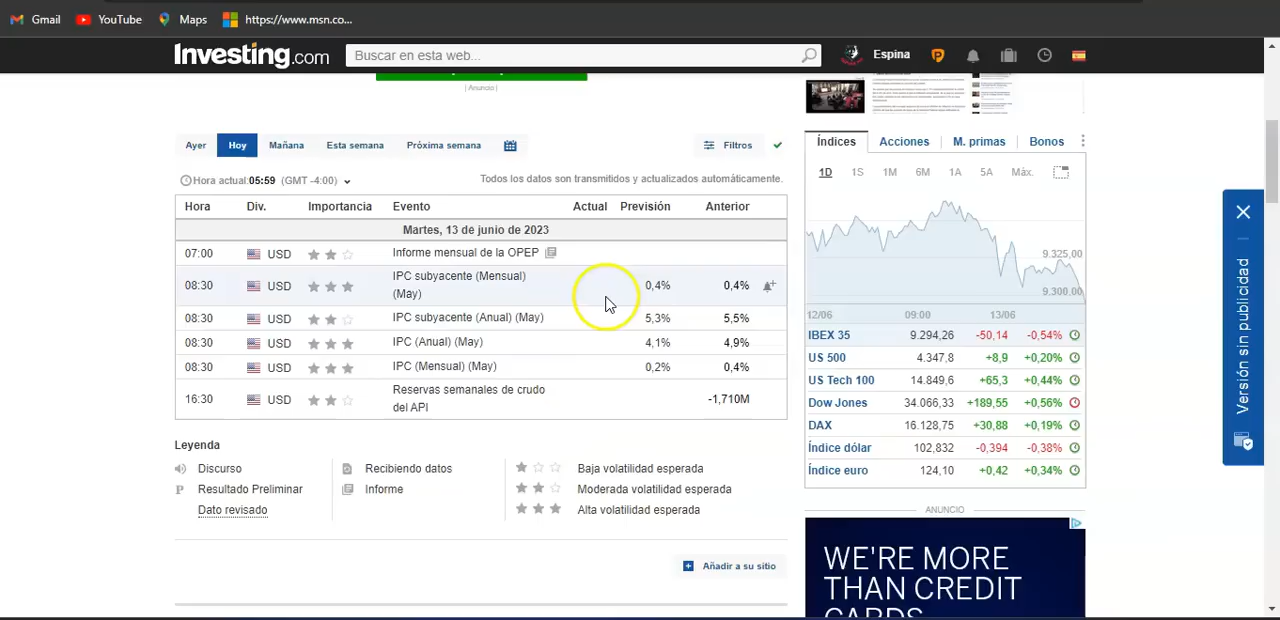 Gmail YouTube Maps https://www.msn.co...
Investing.com Buscar en esta web... Espina
| Anuncio |
Ayer Hoy Mañana Esta semana Próxima semana Filtros
Hora actual:05:59 (GMT -4:00) Todos los datos son transmitidos y actualizados automáticamente.
Hora Div. Importancia Evento Actual Previsión Anterior
Martes, 13 de junio de 2023
07:00 USD Informe mensual de la OPEP
08:30 USD IPC subyacente (Mensual) 0,4% 0,4%
(May)
08:30 USD IPC subyacente (Anual) (May) 5,3% 5,5%
08:30 USD IPC (Anual) (May) 4,1% 4,9%
08:30 USD IPC (Mensual) (May) 0,2% 0,4%
16:30 USD Reservas semanales de crudo -1,710M
del API
Leyenda
Discurso Recibiendo datos Baja volatilidad esperada
P Resultado Preliminar Informe Moderada volatilidad esperada
Dato revisado Alta volatilidad esperada
Añadir a su sitio
Índices Acciones M. primas Bonos
1D 1S 1M 6M 1A 5A Máx.
9.325,00
9.300,00
12/06 09:00 13/06
IBEX 35 9.294,26 -50,14 -0,54%
US 500 4.347,8 +8,9 +0,20%
US Tech 100 14.849,6 +65,3 +0,44%
Dow Jones 34.066,33 +189,55 +0,56%
DAX 16.128,75 +30,88 +0,19%
Índice dólar 102,832 -0,394 -0,38%
Índice euro 124,10 +0,42 +0,34%
ANUNCIO
WE'RE MORE
THAN CREDIT
CARDS
Versión sin publicidad